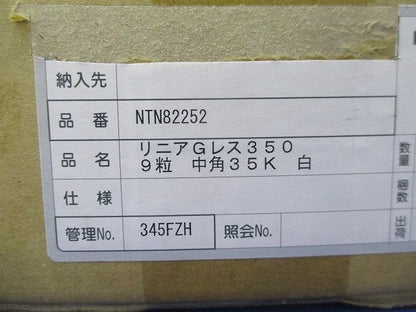 納入先
品番 NTN82252
品名 リニアGレス350
9粒 中角35K 白
仕様
管理No. 345FZH 照会No.
梱数
出荷